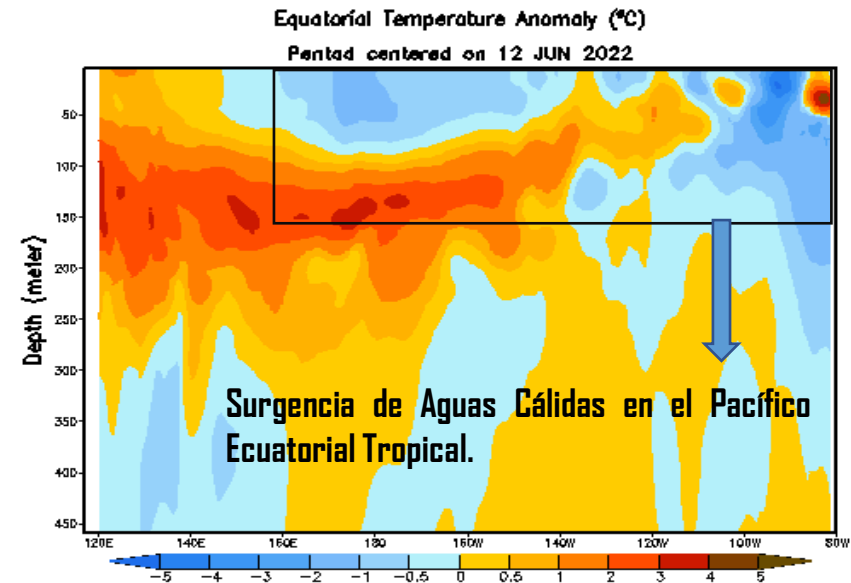 Equatorial Temperature Anomaly (°C)
Pentad centered on 12 JUN 2022
Depth (meter)
50
100
150
200
250
300
350
400
450
Surgencia de Aguas Cálidas en el Pacífico
Ecuatorial Tropical.
120E 140E 160E 180 160W 140W 120W 100W 80W
-5 -4 -3 -2 -1 -0.5 0 0.5 1 2 3 4 5